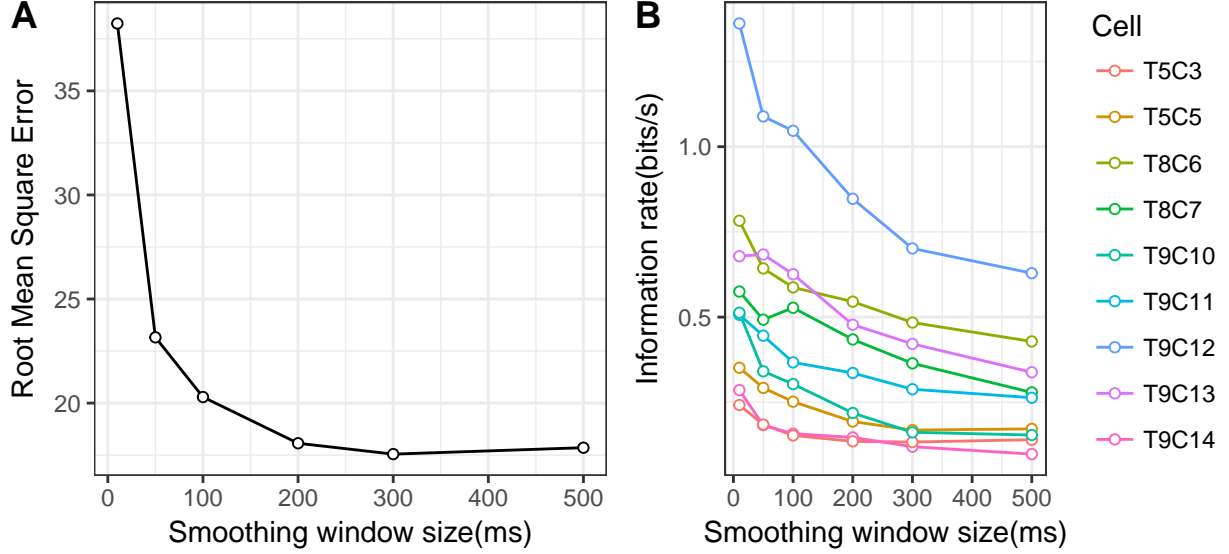 A
Root Mean Square Error
35
30
25
20
0 100 200 300 400 500
Smoothing window size(ms)
B
Information rate(bits/s)
1.0
0.5
0 100 200 300 400 500
Smoothing window size(ms)
Cell
T5C3
T5C5
T8C6
T8C7
T9C10
T9C11
T9C12
T9C13
T9C14